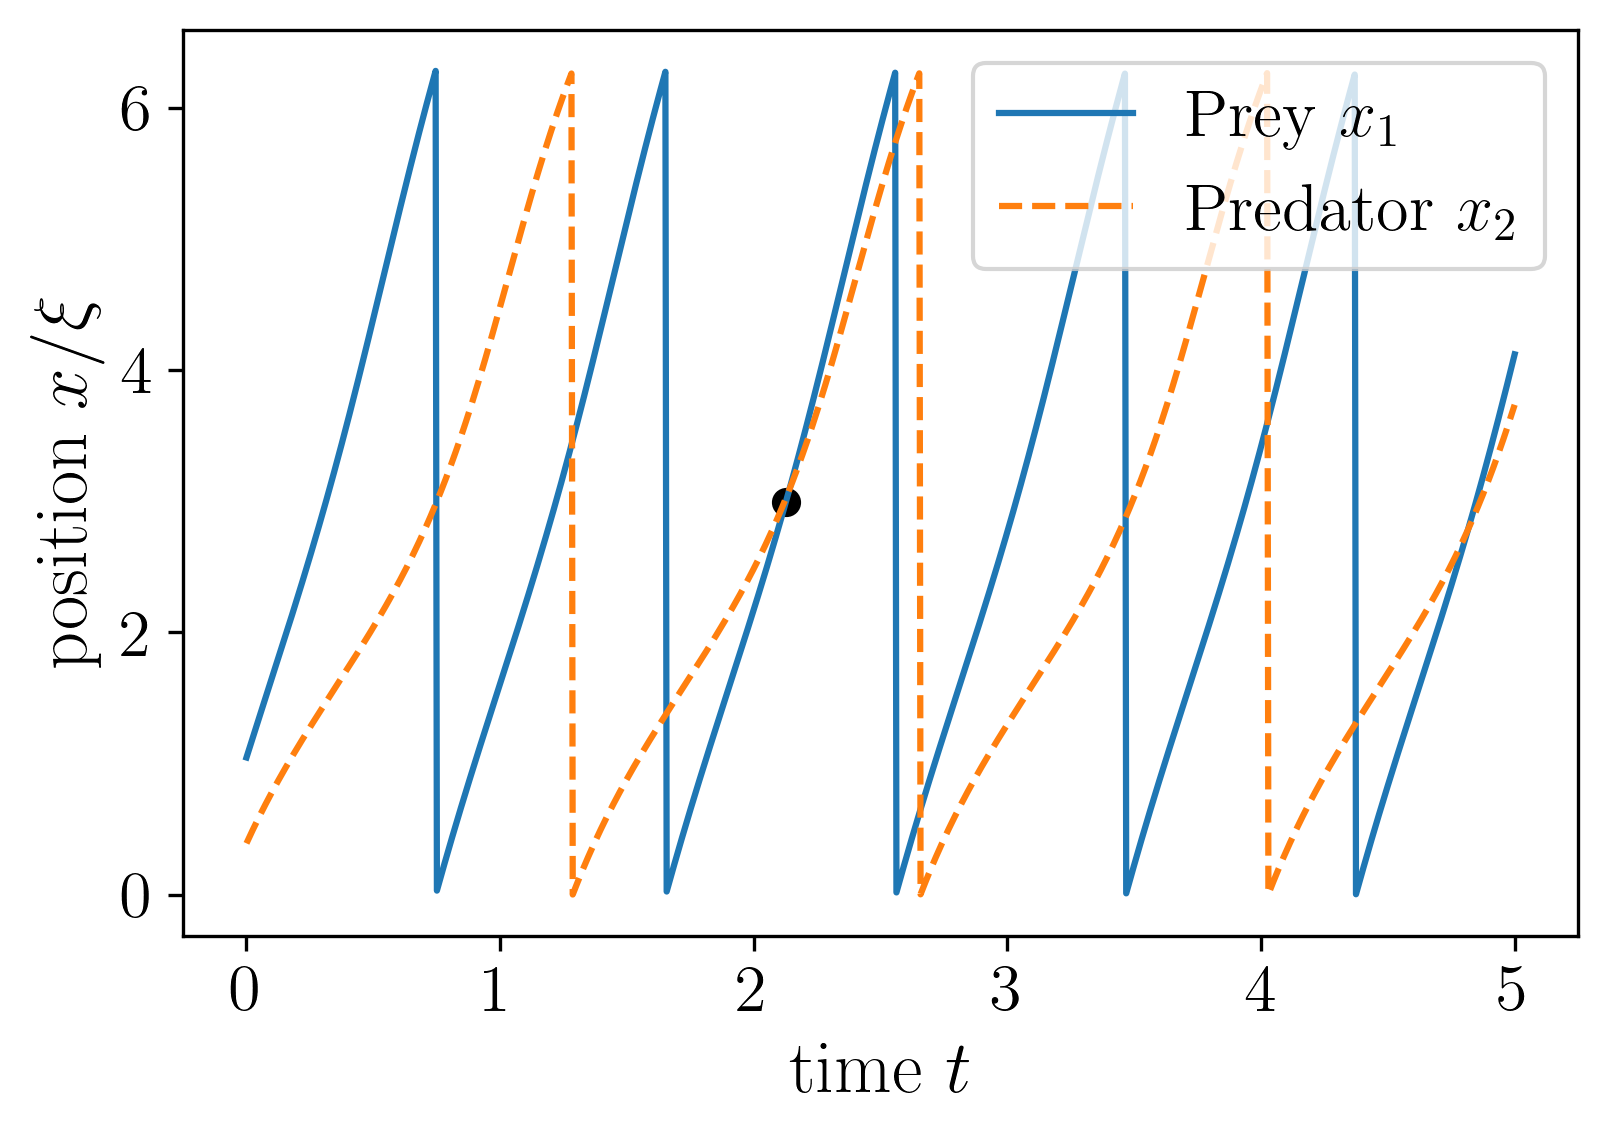 position x/ξ
6
4
2
0
Prey x₁
Predator x₂
0 1 2 3 4 5
time t